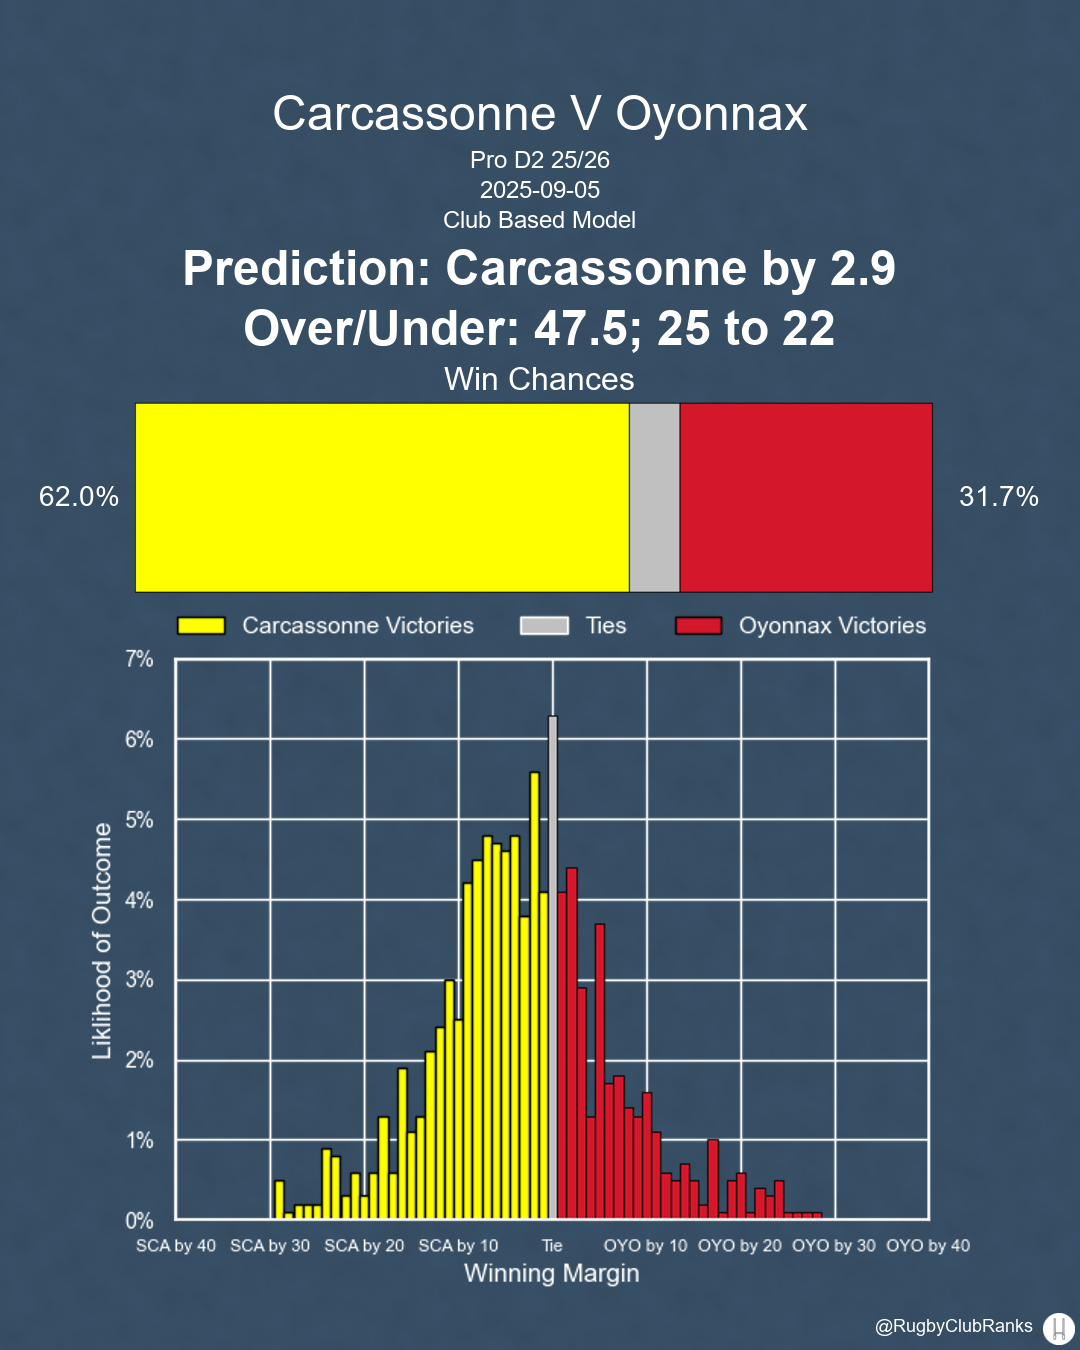 Carcassonne V Oyonnax
Pro D2 25/26
2025-09-05
Club Based Model
Prediction: Carcassonne by 2.9
Over/Under: 47.5; 25 to 22
Win Chances
62.0%
31.7%
Carcassonne Victories
Ties
Oyonnax Victories
7%
6%
5%
4%
3%
2%
1%
0%
Liklihood of Outcome
SCA by 40 SCA by 30 SCA by 20 SCA by 10 Tie OYO by 10 OYO by 20 OYO by 30 OYO by 40
Winning Margin
@RugbyClubRanks